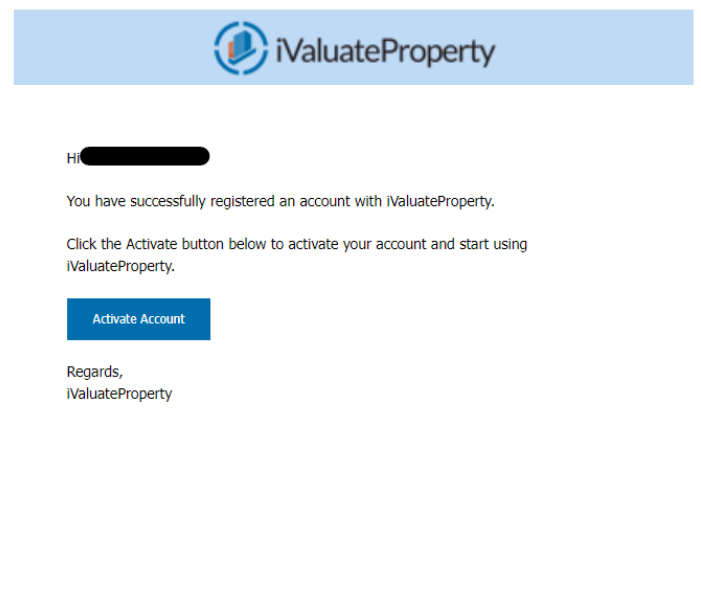 iValuateProperty
Hi
You have successfully registered an account with iValuateProperty.
Click the Activate button below to activate your account and start using
iValuateProperty.
Activate Account
Regards,
iValuateProperty